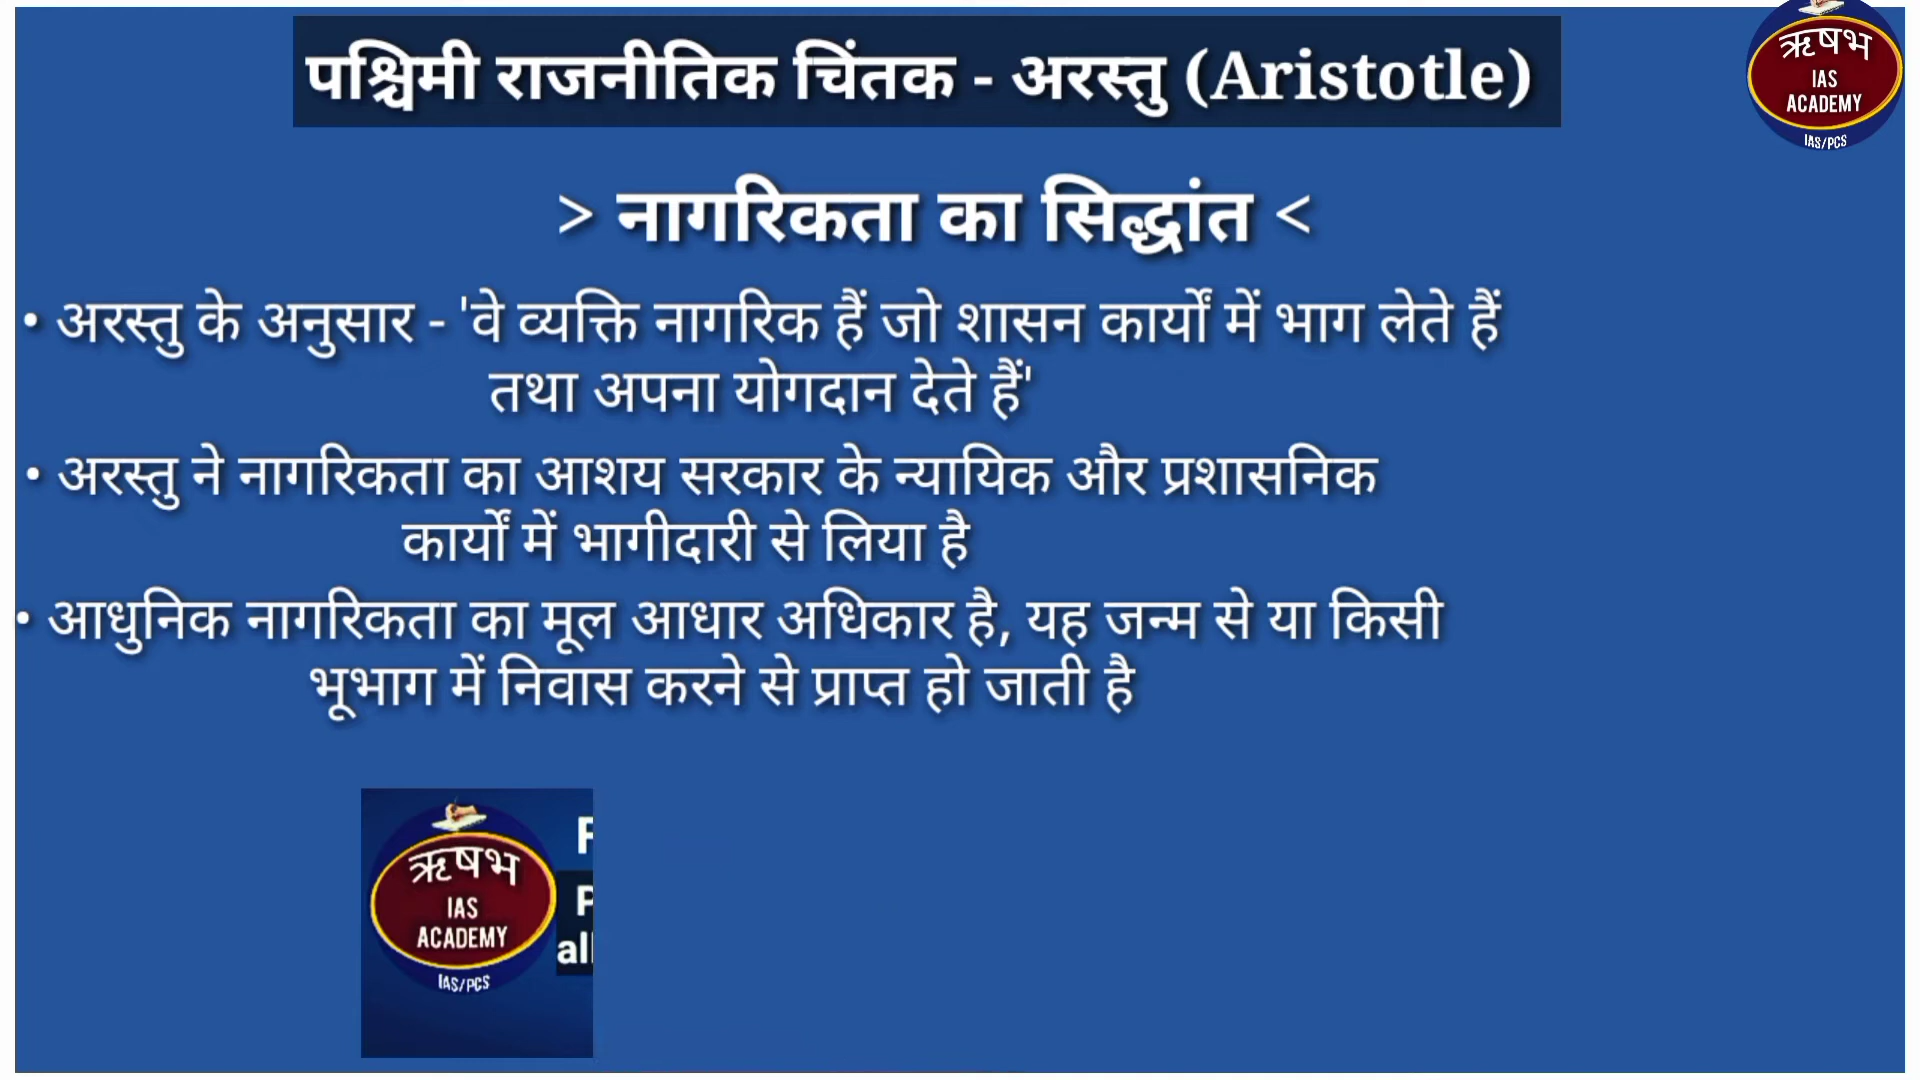 पश्चिमी राजनीतिक चिंतक - अरस्तु (Aristotle)
ऋषभ
IAS
ACADEMY
IAS/PCS
> नागरिकता का सिद्धांत <
• अरस्तु के अनुसार - 'वे व्यक्ति नागरिक हैं जो शासन कार्यों में भाग लेते हैं
तथा अपना योगदान देते हैं'
• अरस्तु ने नागरिकता का आशय सरकार के न्यायिक और प्रशासनिक
कार्यों में भागीदारी से लिया है
• आधुनिक नागरिकता का मूल आधार अधिकार है, यह जन्म से या किसी
भूभाग में निवास करने से प्राप्त हो जाती है
ऋषभ
IAS
ACADEMY
IAS/PCS